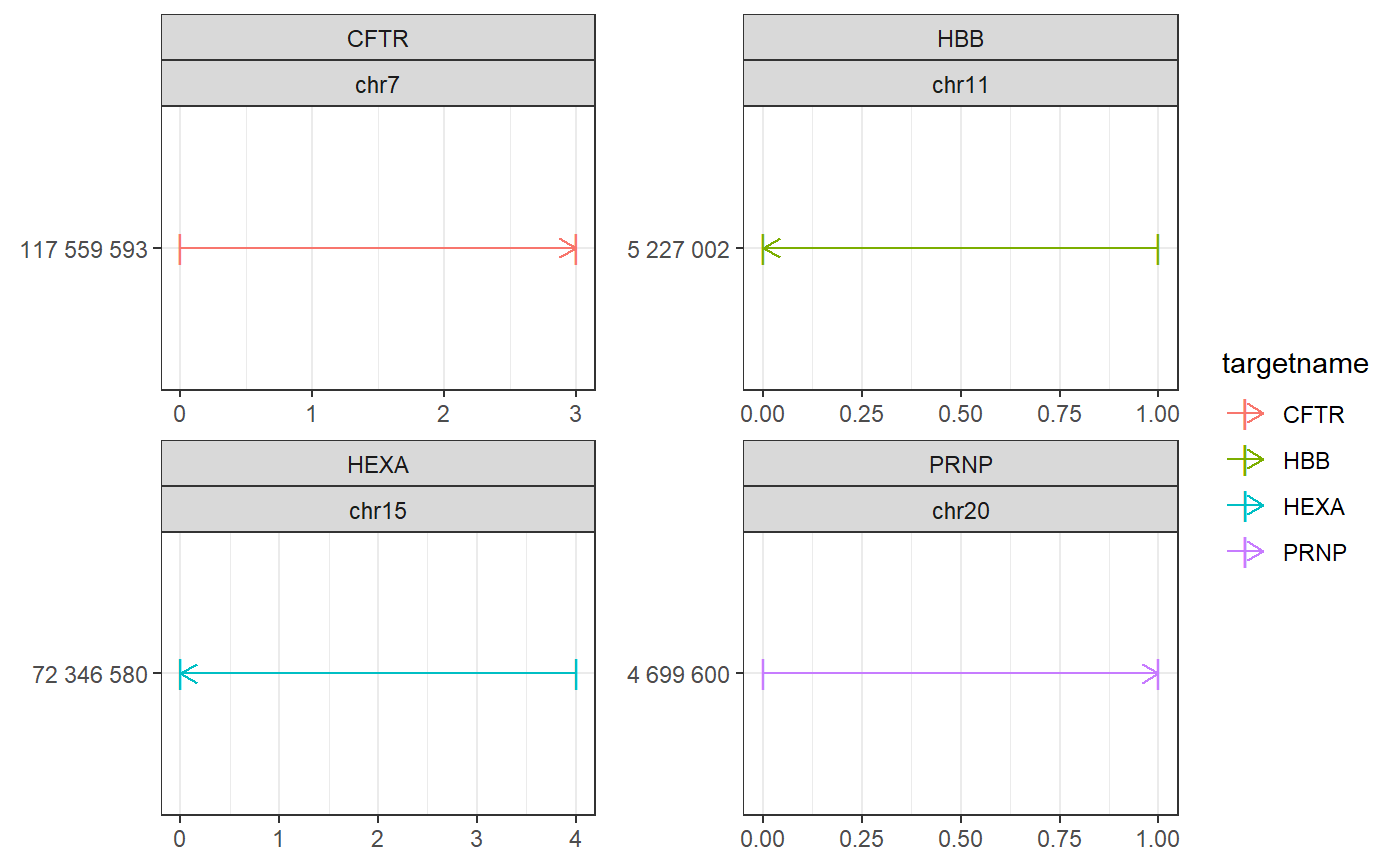 CFTR
chr7
117 559 593
0 1 2 3
HBB
chr11
5 227 002
0.00 0.25 0.50 0.75 1.00
HEXA
chr15
72 346 580
0 1 2 3 4
PRNP
chr20
4 699 600
0.00 0.25 0.50 0.75 1.00
targetname
CFTR
HBB
HEXA
PRNP